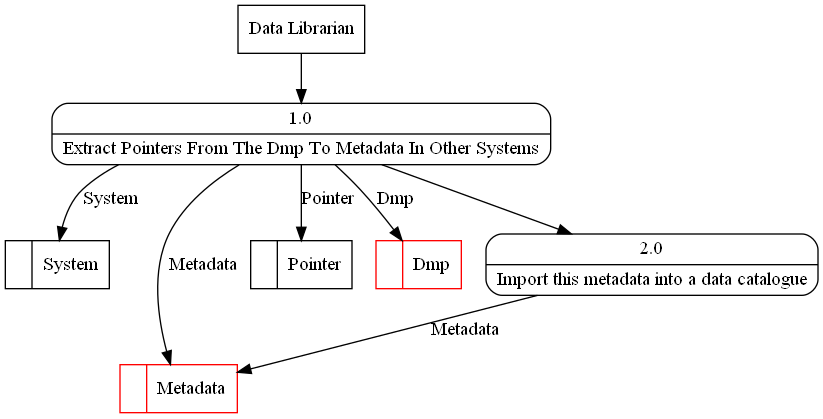 Data Librarian
1.0
Extract Pointers From The Dmp To Metadata In Other Systems
System
Pointer
Dmp
System
Metadata
Pointer
Dmp
2.0
Import this metadata into a data catalogue
Metadata
Metadata